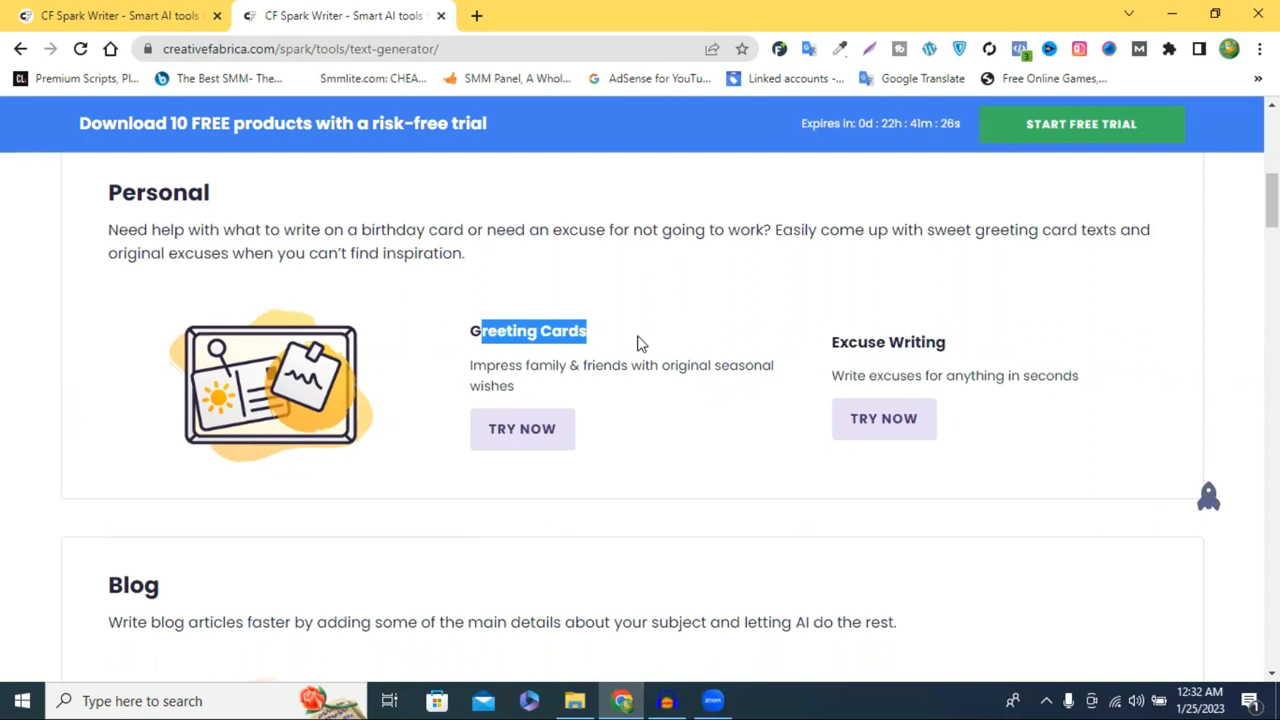 CF Spark Writer - Smart AI tools
CF Spark Writer - Smart AI tools
creativefabrica.com/spark/tools/text-generator/
Premium Scripts, Pl...
The Best SMM- The...
Smmlite.com: CHEA...
SMM Panel, A Whol...
AdSense for YouTu...
Linked accounts -...
Google Translate
Free Online Games,...
Download 10 FREE products with a risk-free trial
Expires in: 0d : 22h : 41m : 26s
START FREE TRIAL
Personal
Need help with what to write on a birthday card or need an excuse for not going to work? Easily come up with sweet greeting card texts and
original excuses when you can't find inspiration.
Greeting Cards
Impress family & friends with original seasonal
wishes
TRY NOW
Excuse Writing
Write excuses for anything in seconds
TRY NOW
Blog
Write blog articles faster by adding some of the main details about your subject and letting AI do the rest.
Type here to search
zoom
12:32 AM
1/25/2023